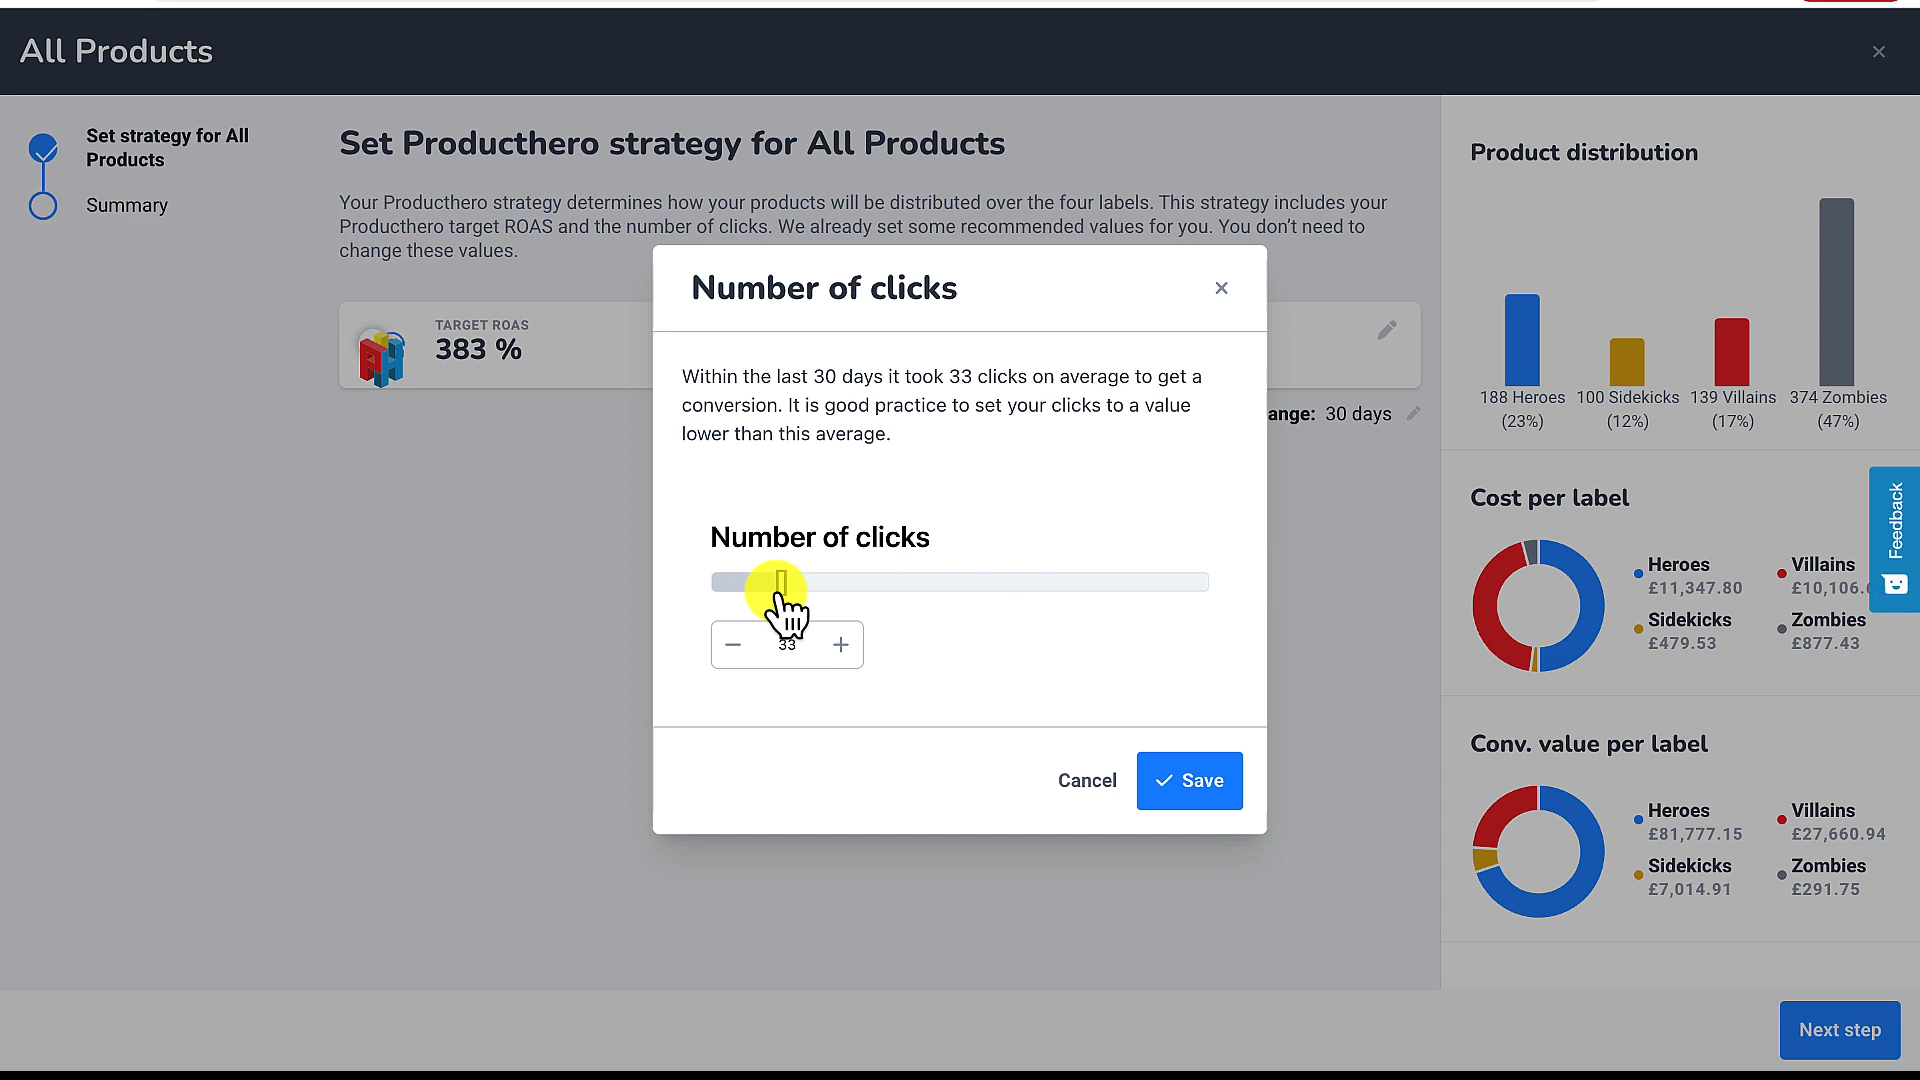 All Products
Set strategy for All
Products
Summary
Set Producthero strategy for All Products
Your Producthero strategy determines how your products will be distributed over the four labels. This strategy includes your
Producthero target ROAS and the number of clicks. We already set some recommended values for you. You don't need to
change these values.
TARGET ROAS
383 %
ange: 30 days
Number of clicks
Within the last 30 days it took 33 clicks on average to get a
conversion. It is good practice to set your clicks to a value
lower than this average.
Number of clicks
33
Cancel
Save
Product distribution
188 Heroes 100 Sidekicks 139 Villains 374 Zombies
(23%) (12%) (17%) (47%)
Cost per label
Heroes Villains
£11,347.80 £10,106.
Sidekicks Zombies
£479.53 £877.43
Feedback
Conv. value per label
Heroes Villains
£81,777.15 £27,660.94
Sidekicks Zombies
£7,014.91 £291.75
Next step